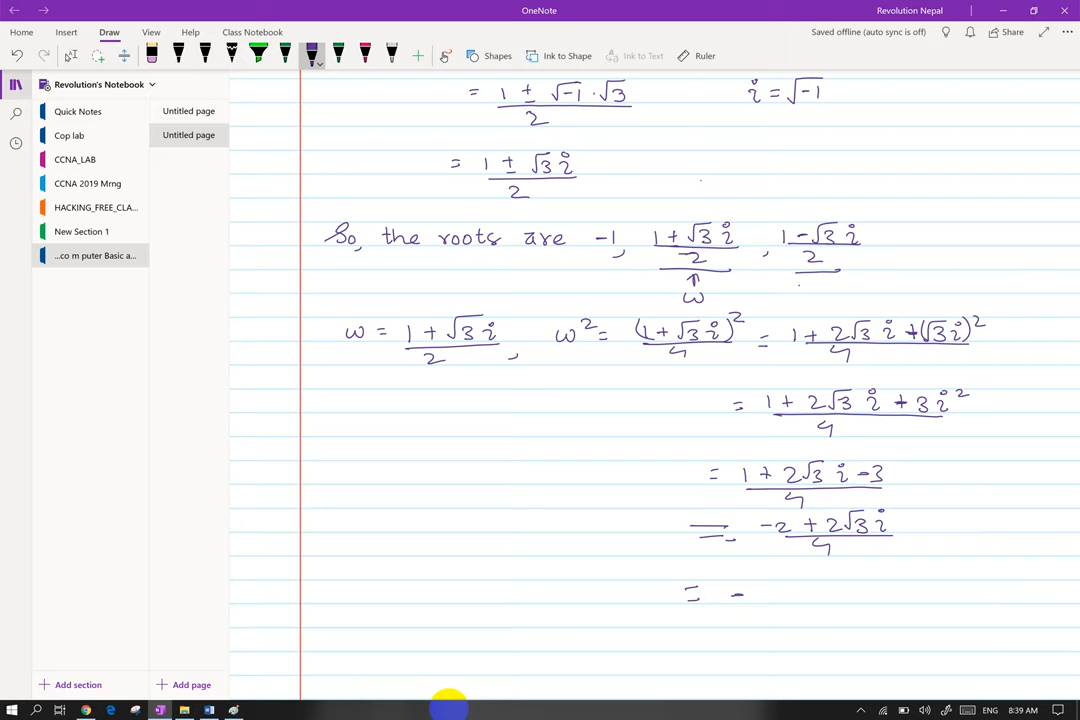 OneNote
Revolution Nepal
Home Insert Draw View Help Class Notebook
Saved offline (auto sync is off)
Share
Shapes Ink to Shape Ink to Text Ruler
Revolution's Notebook
Quick Notes
Cop lab
CCNA_LAB
CCNA 2019 Mrng
HACKING_FREE_CLA...
New Section 1
...co m puter Basic a...
Untitled page
Untitled page
= (1 ± √-1 · √3)/2 i = √-1
= (1 ± √3 i)/2
So, the roots are -1, (1 + √3 i)/2, (1 - √3 i)/2
↑
ω
ω = (1 + √3 i)/2, ω² = (1 + √3 i)²/4 = (1 + 2√3 i + (√3 i)²)/4
= (1 + 2√3 i + 3i²)/4
= (1 + 2√3 i - 3)/4
= (-2 + 2√3 i)/4
= -
Add section
Add page
ENG 8:39 AM